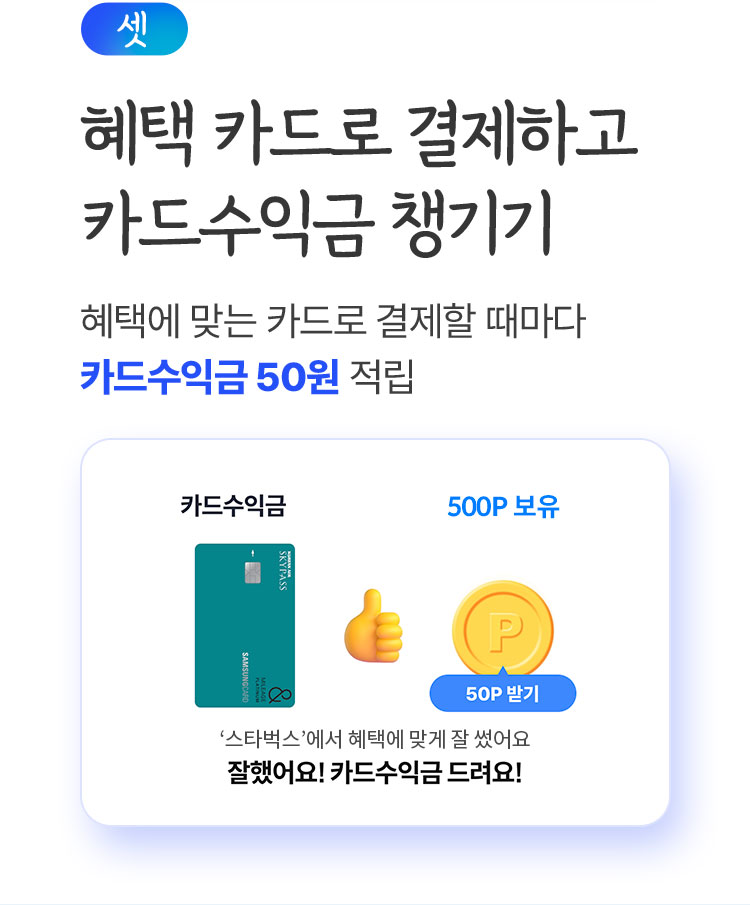 셋
혜택 카드로 결제하고
카드수익금 챙기기
혜택에 맞는 카드로 결제할 때마다
카드수익금 50원 적립
카드수익금
500P 보유
KOREAN AIR
SKYPASS
SAMSUNG CARD
&
MILEAGE
PLATINUM
P
50P 받기
‘스타벅스’에서 혜택에 맞게 잘 썼어요
잘했어요! 카드수익금 드려요!